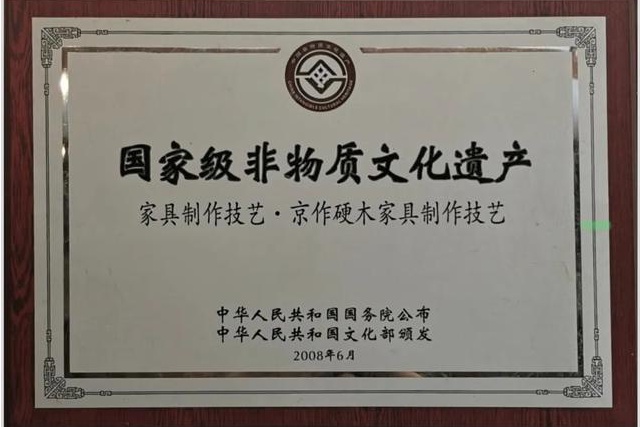 国家级非物质文化遗产
家具制作技艺·京作硬木家具制作技艺
中华人民共和国国务院公布
中华人民共和国文化部颁发
2008年6月